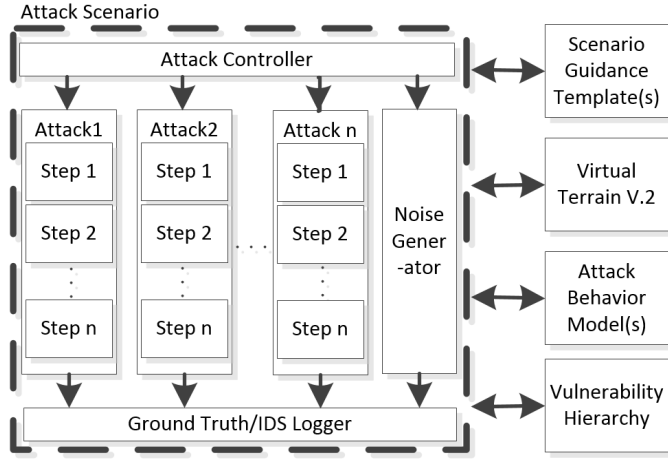 Attack Scenario
Attack Controller
Attack1
Step 1
Step 2
Step n
Attack2
Step 1
Step 2
Step n
Attack n
Step 1
Step 2
Step n
Noise
Gener
-ator
Ground Truth/IDS Logger
Scenario
Guidance
Template(s)
Virtual
Terrain V.2
Attack
Behavior
Model(s)
Vulnerability
Hierarchy